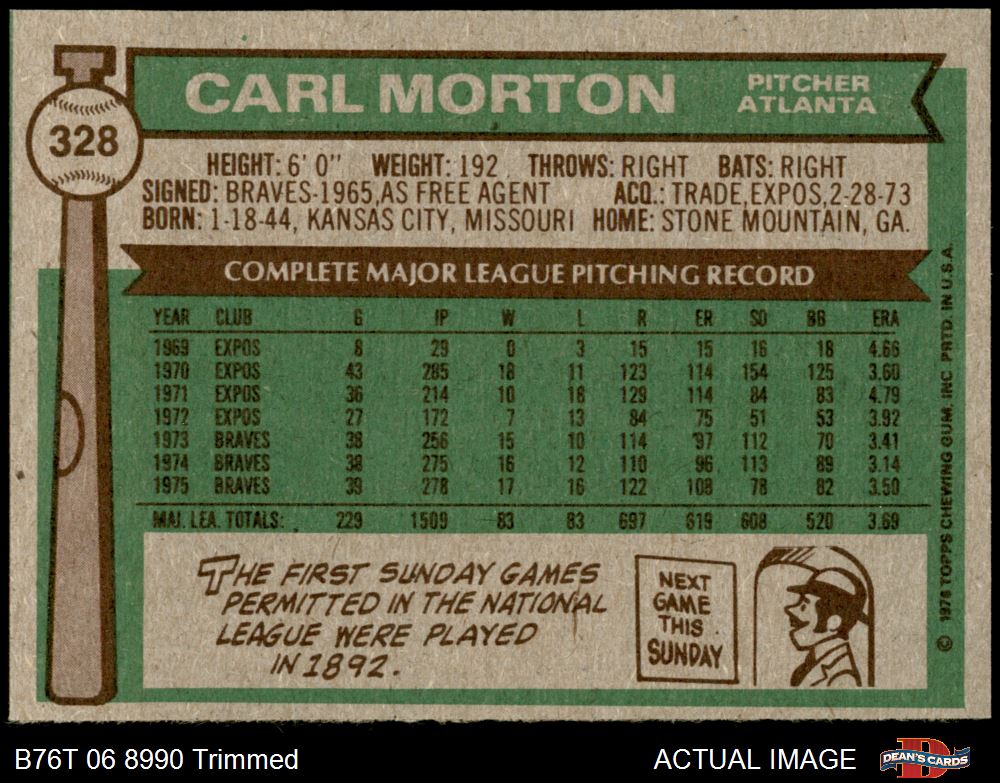 328
CARL MORTON
PITCHER
ATLANTA
HEIGHT: 6' 0" WEIGHT: 192 THROWS: RIGHT BATS: RIGHT
SIGNED: BRAVES-1965, AS FREE AGENT ACQ.: TRADE, EXPOS, 2-28-73
BORN: 1-18-44, KANSAS CITY, MISSOURI HOME: STONE MOUNTAIN, GA.
COMPLETE MAJOR LEAGUE PITCHING RECORD
YEAR CLUB G IP W L R ER SO BB ERA
1969 EXPOS 8 29 0 3 15 15 16 18 4.66
1970 EXPOS 43 285 18 11 123 114 154 125 3.60
1971 EXPOS 36 214 10 18 129 114 84 83 4.79
1972 EXPOS 27 172 7 13 84 75 51 53 3.92
1973 BRAVES 38 256 15 10 114 97 112 70 3.41
1974 BRAVES 38 275 16 12 110 96 113 89 3.14
1975 BRAVES 39 278 17 16 122 108 78 82 3.50
MAJ. LEA. TOTALS: 229 1509 83 83 697 619 608 520 3.69
THE FIRST SUNDAY GAMES
PERMITTED IN THE NATIONAL
LEAGUE WERE PLAYED
IN 1892.
NEXT
GAME
THIS
SUNDAY
© 1976 TOPPS CHEWING GUM, INC PRTD. IN U.S.A.
B76T 06 8990 Trimmed
ACTUAL IMAGE
DEAN'S CARDS